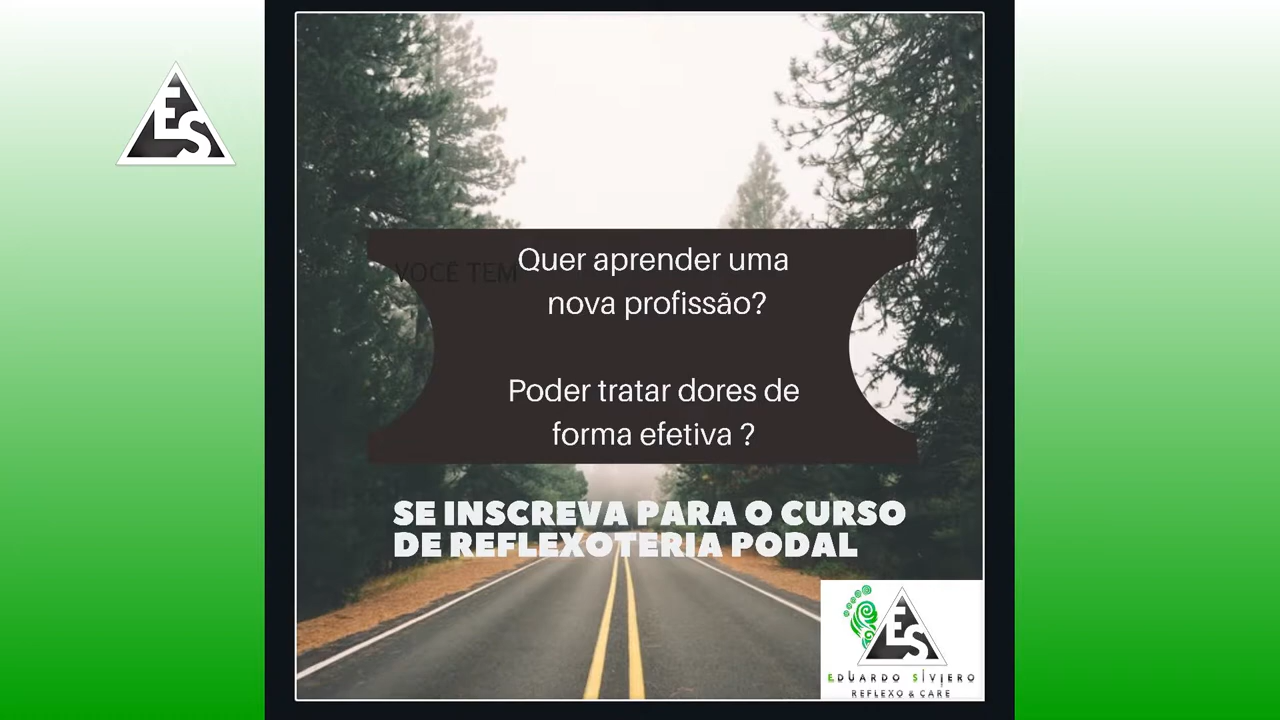 ES
VOCÊ TEM
Quer aprender uma
nova profissão?
Poder tratar dores de
forma efetiva ?
SE INSCREVA PARA O CURSO
DE REFLEXOTERIA PODAL
ES
EDUARDO SIVIERO
REFLEXO & CARE